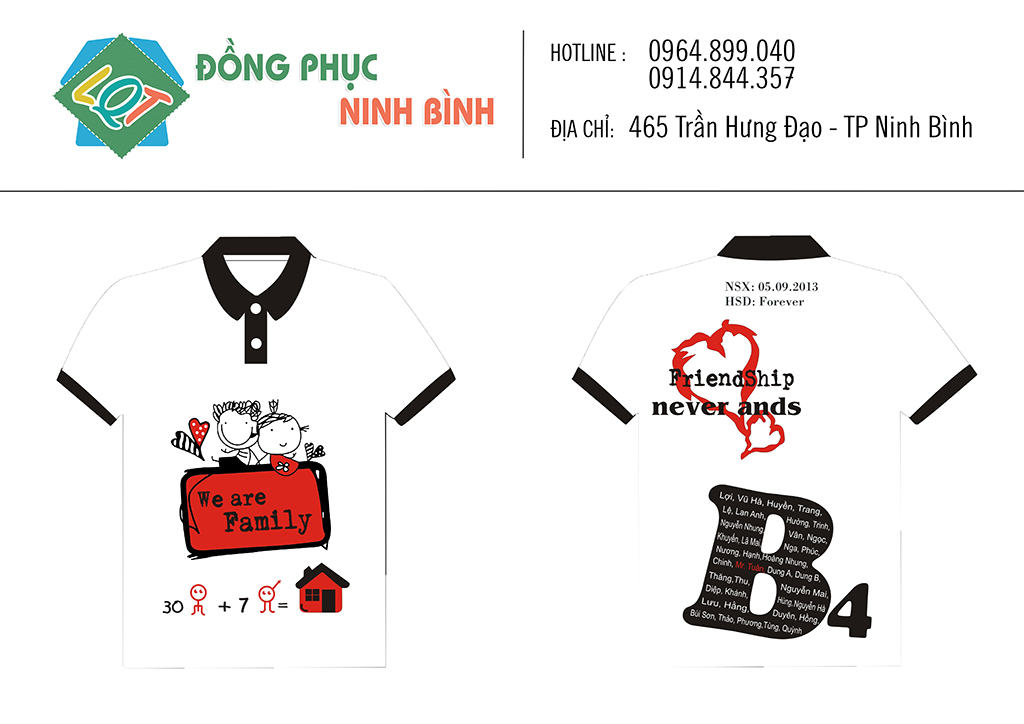 LQT
ĐỒNG PHỤC
NINH BÌNH
HOTLINE : 0964.899.040
0914.844.357
ĐỊA CHỈ: 465 Trần Hưng Đạo - TP Ninh Bình
We are
Family
30 + 7 =
NSX: 05.09.2013
HSD: Forever
FriendShip
never ands
Lợi, Vũ Hà, Huyền, Trang,
Lệ, Lan Anh, Hường, Trinh,
Nguyễn Nhung, Vân, Ngọc,
Khuyến, Lã Mai, Nga, Phúc,
Nương, Hạnh, Hoàng Nhung,
Chinh, Mr. Tuân, Dung A, Dung B,
Thăng, Thu, Nguyễn Mai,
Diệp, Khánh, Hùng, Nguyễn Hà
Lưu, Hằng, Duyên, Hồng,
Bùi Sơn, Thảo, Phương, Tùng, Quỳnh
B4